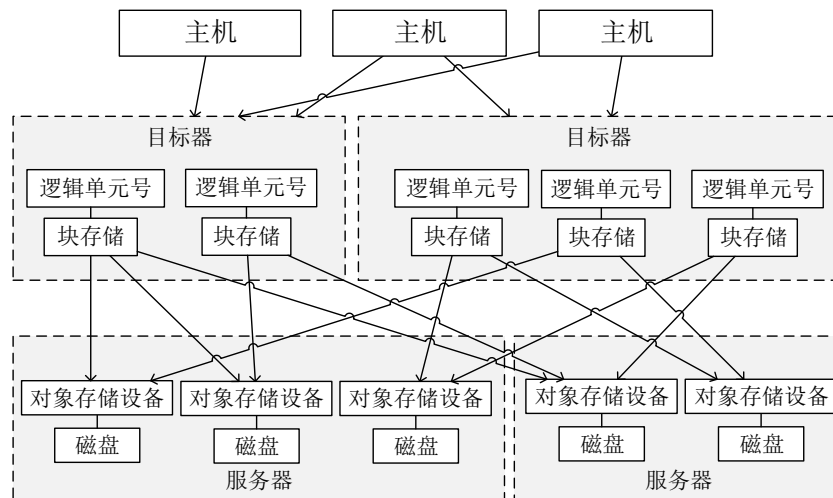 主机
主机
主机
目标器
目标器
逻辑单元号
逻辑单元号
逻辑单元号
逻辑单元号
逻辑单元号
块存储
块存储
块存储
块存储
块存储
对象存储设备
对象存储设备
对象存储设备
对象存储设备
对象存储设备
磁盘
磁盘
磁盘
磁盘
磁盘
服务器
服务器